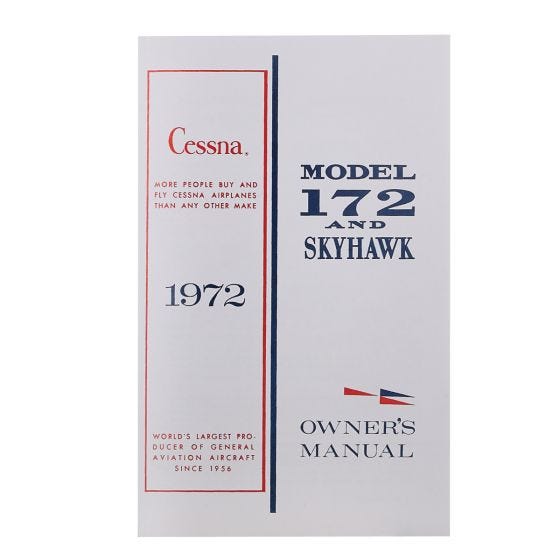 Cessna.
MORE PEOPLE BUY AND
FLY CESSNA AIRPLANES
THAN ANY OTHER MAKE
1972
WORLD'S LARGEST PRO-
DUCER OF GENERAL
AVIATION AIRCRAFT
SINCE 1956
MODEL
172
AND
SKYHAWK
OWNER'S
MANUAL